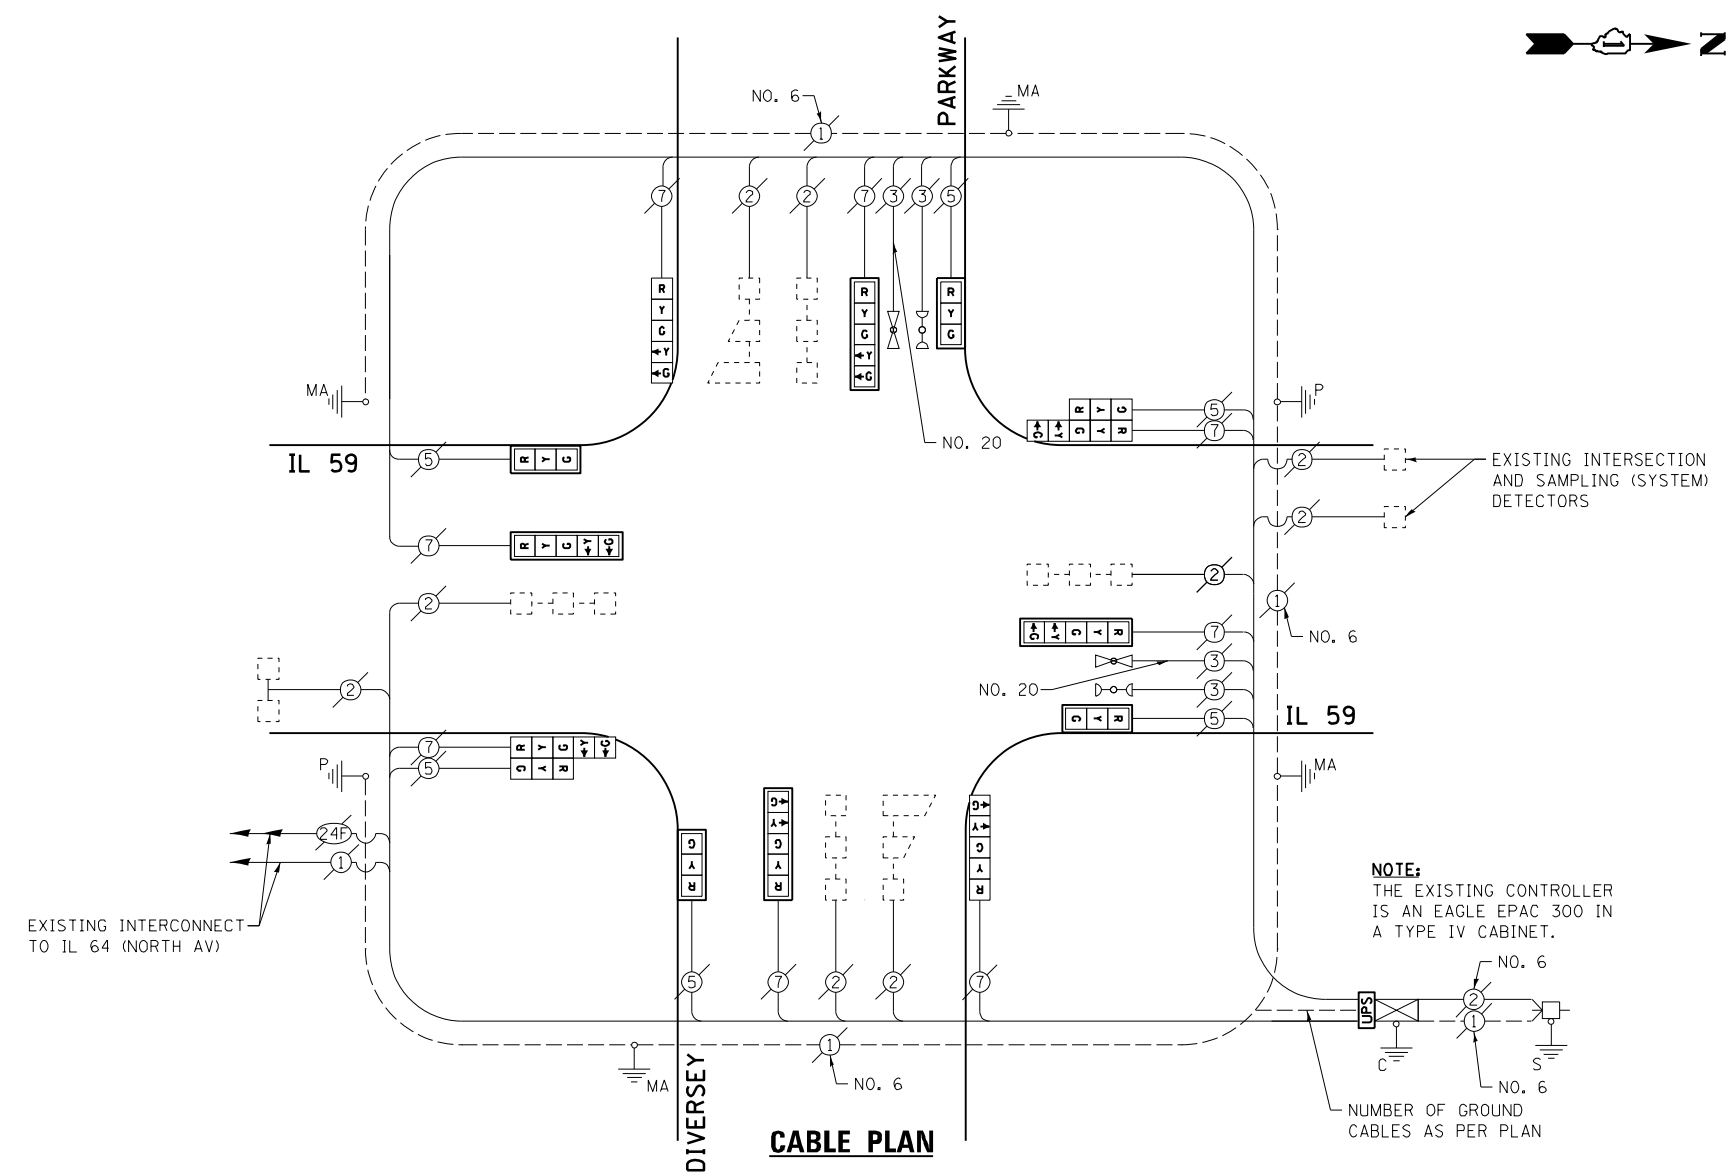 PARKWAY
N
1
NO. 6
1
MA
7
2
2
7
3
3
5
R
Y
G
Y
G
R
Y
G
Y
G
R
Y
G
MA
P
R Y G
5
G Y G Y R
7
NO. 20
IL 59
5
R Y G
2
EXISTING INTERSECTION
AND SAMPLING (SYSTEM)
DETECTORS
2
7
R Y G Y G
2
2
1
NO. 6
G Y G Y R
7
3
NO. 20
3
2
G Y R
5
IL 59
7
R Y G Y G
5
G Y R
P
MA
24F
1
EXISTING INTERCONNECT
TO IL 64 (NORTH AV)
G
Y
R
G
Y
G
Y
R
G
Y
G
Y
R
NOTE:
THE EXISTING CONTROLLER
IS AN EAGLE EPAC 300 IN
A TYPE IV CABINET.
5
7
2
2
7
NO. 6
2
UPS
1
1
NO. 6
MA
C
S
NO. 6
NUMBER OF GROUND
CABLES AS PER PLAN
DIVERSEY
CABLE PLAN